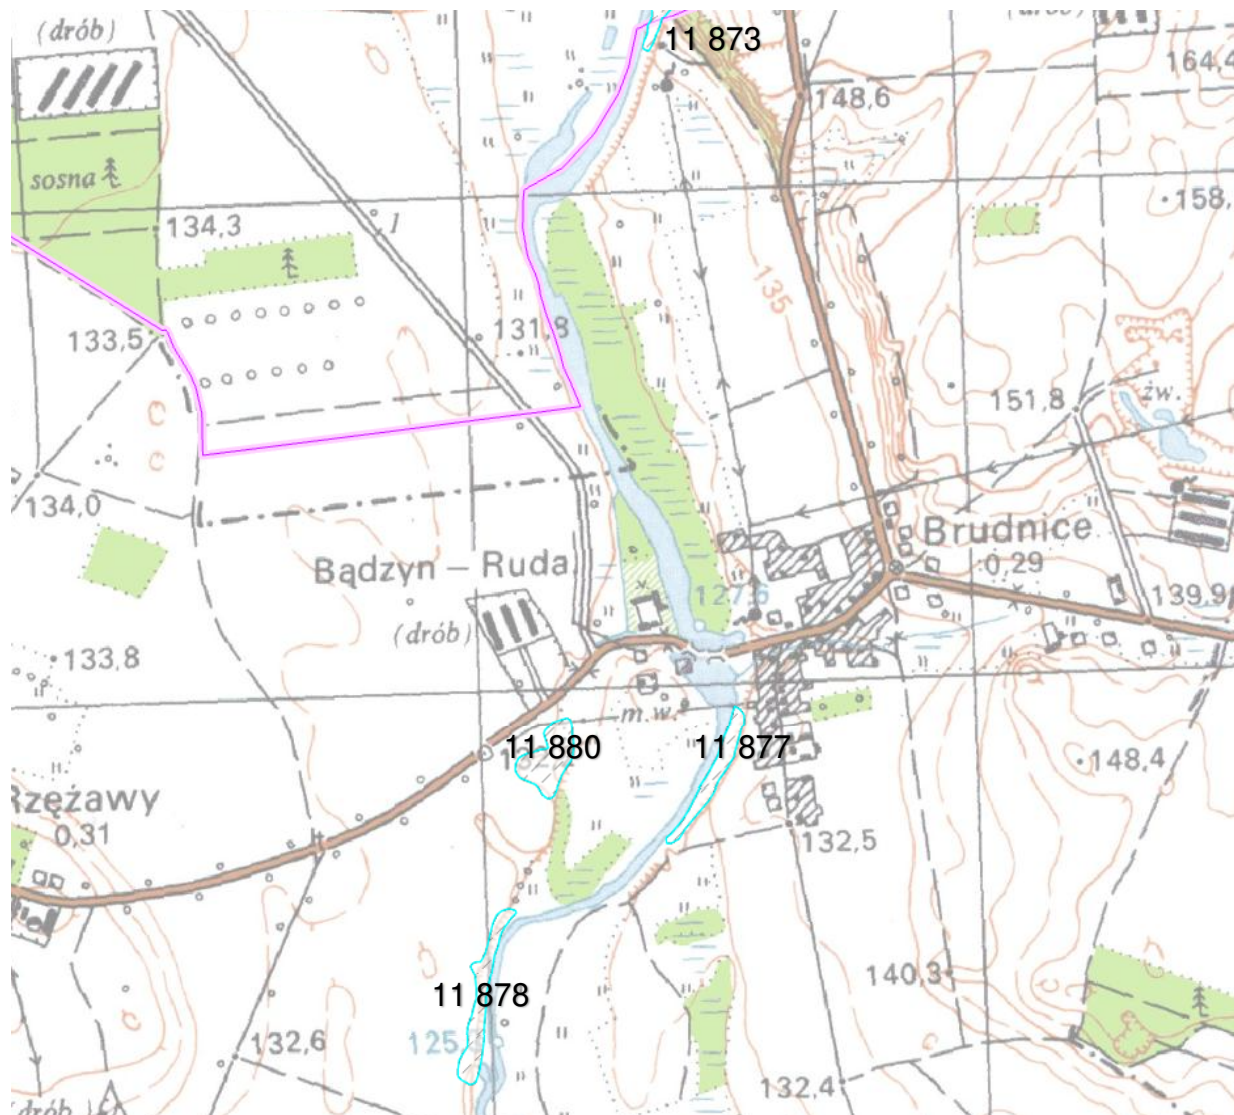 (drób)
11 873
164,4
148,6
sosna
158,
134,3
1
135
131,8
133,5
151,8
żw.
134,0
Brudnice
0,29
Bądzyn – Ruda
127,6
139,9
(drób)
133,8
m.w.
11 880
11 877
148,4
Rzężawy
0,31
132,5
140,3
11 878
132,6
125
132,4
(drób)